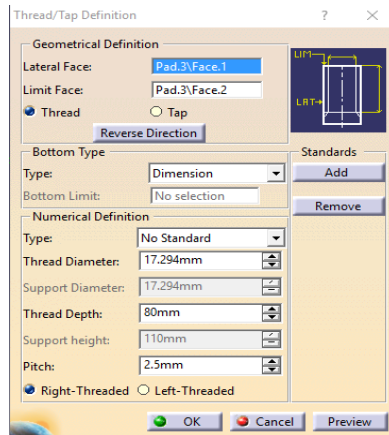 Thread/Tap Definition ? ×
Geometrical Definition
Lateral Face: Pad.3\Face.1
Limit Face: Pad.3\Face.2
Thread Tap
Reverse Direction
LIM
LAT
Bottom Type
Type: Dimension
Bottom Limit: No selection
Standards
Add
Remove
Numerical Definition
Type: No Standard
Thread Diameter: 17.294mm
Support Diameter: 17.294mm
Thread Depth: 80mm
Support height: 110mm
Pitch: 2.5mm
Right-Threaded Left-Threaded
OK Cancel Preview